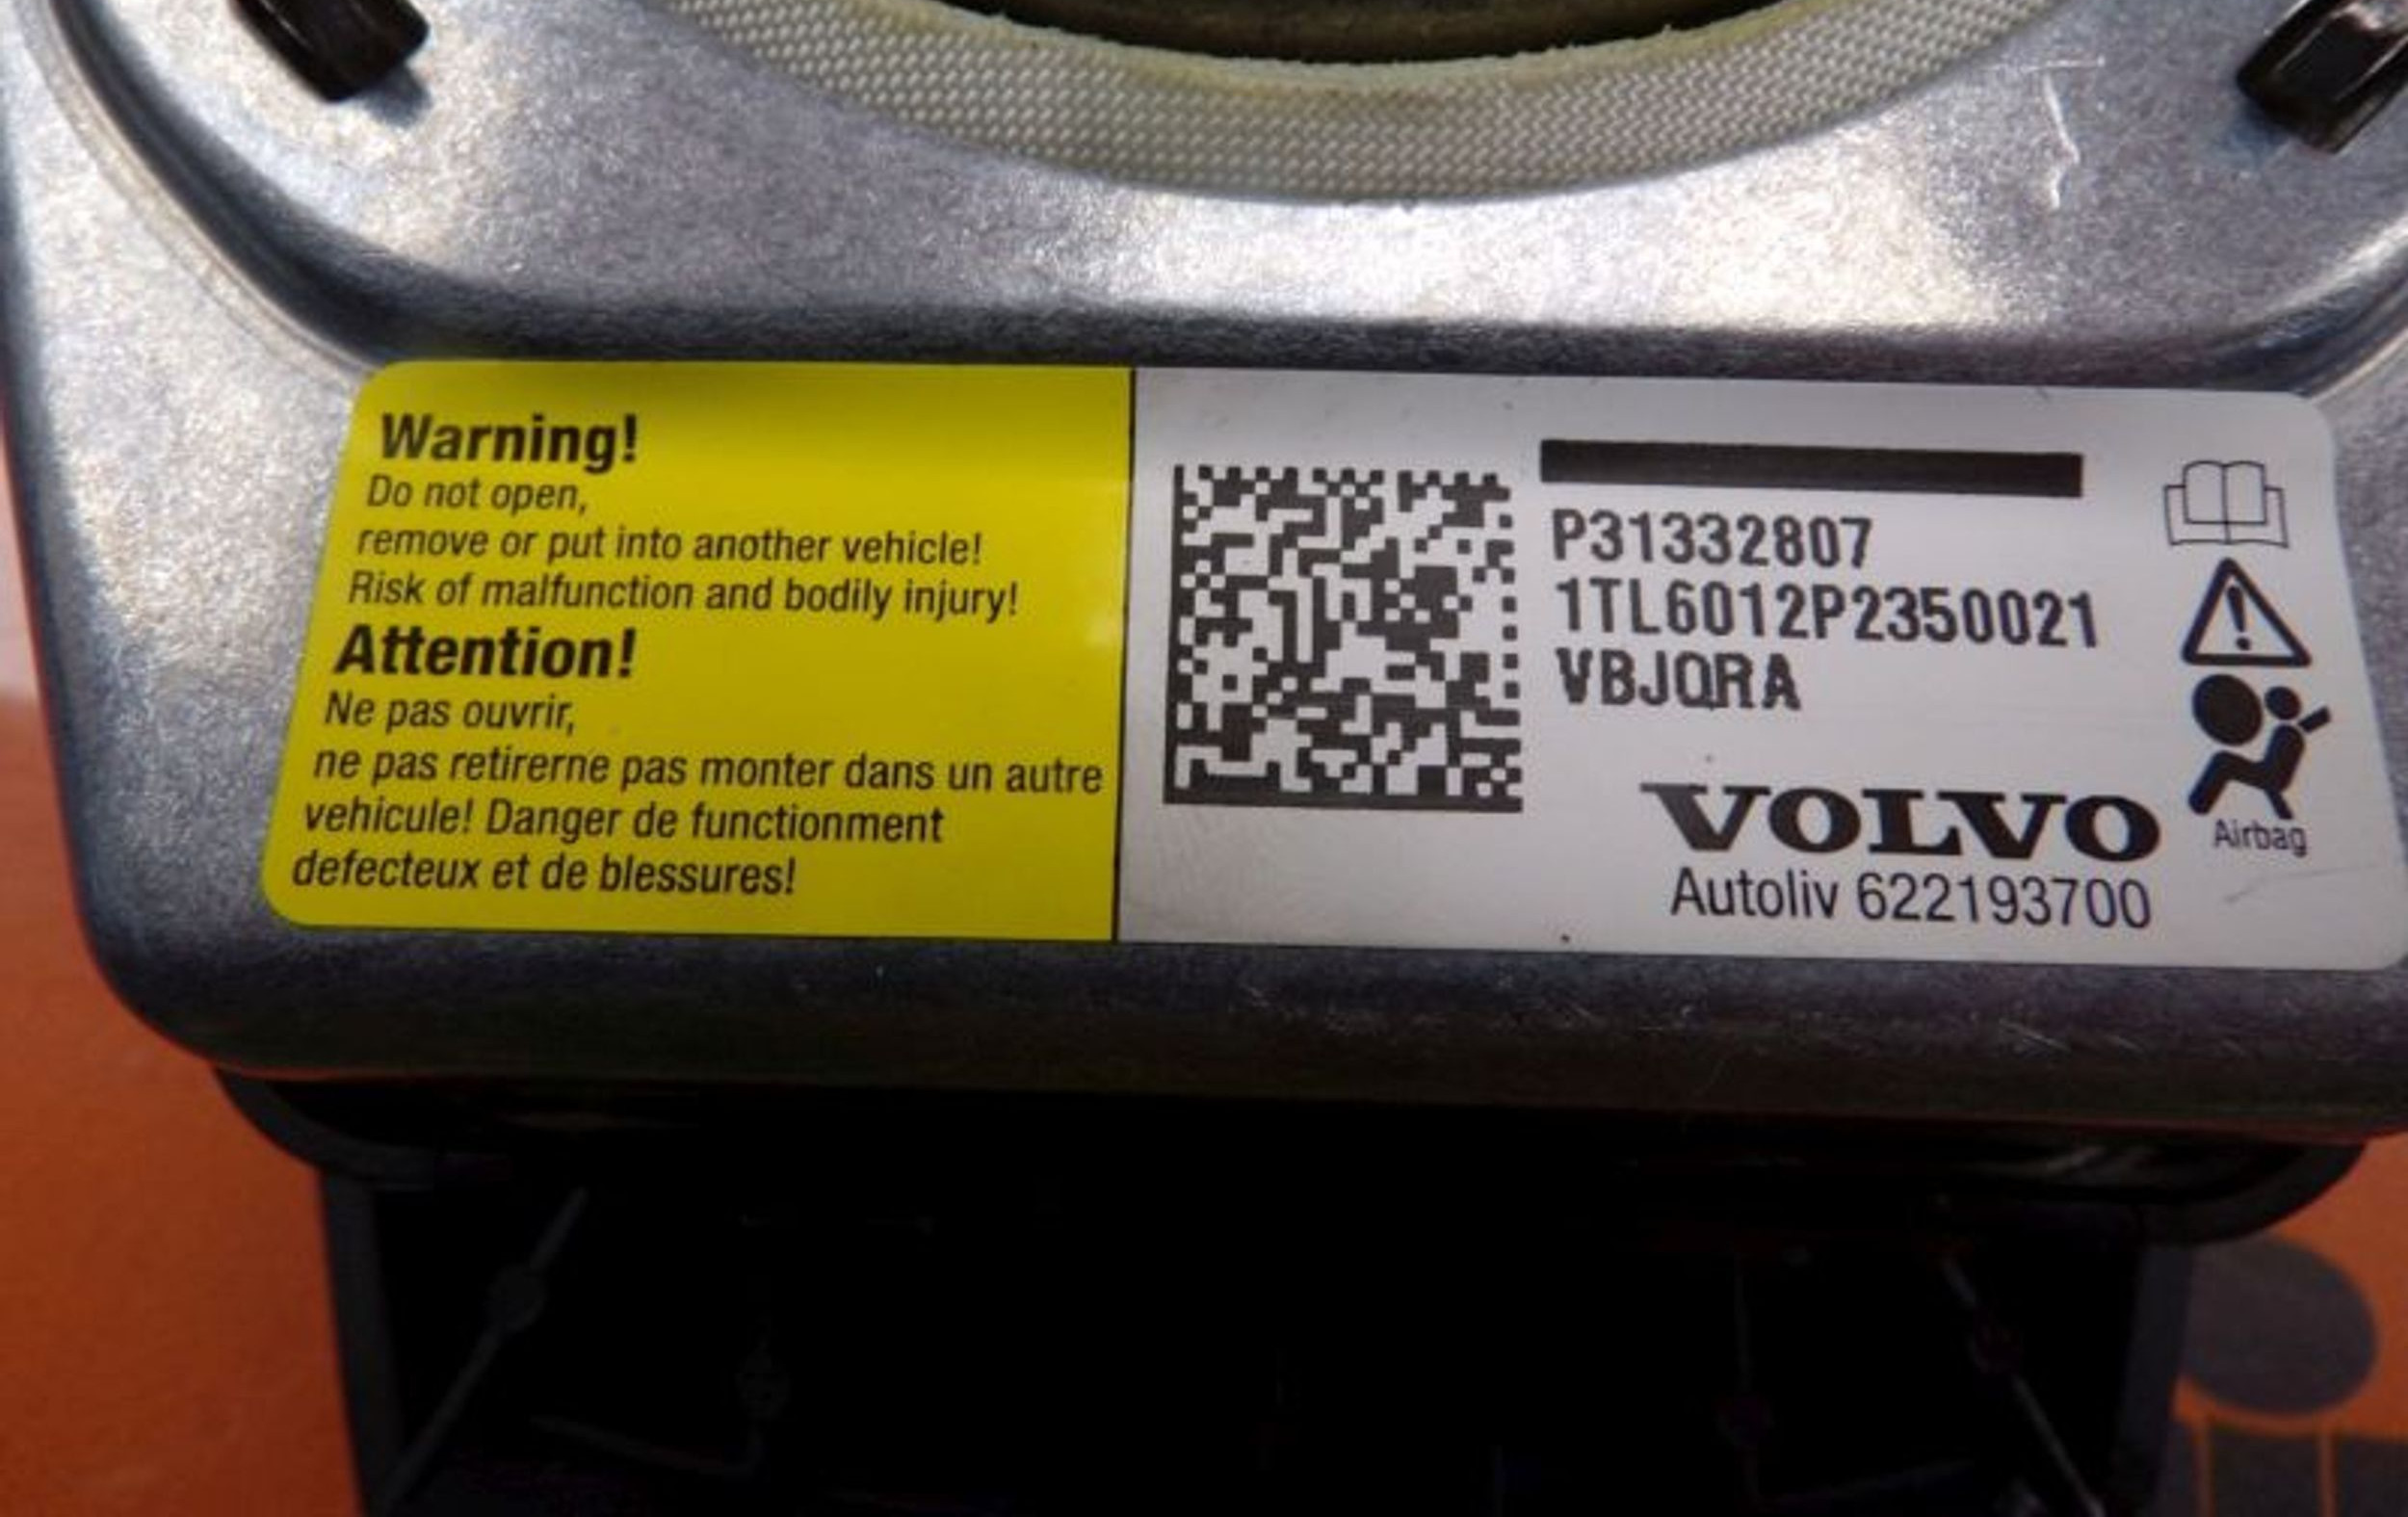 Warning!
Do not open,
remove or put into another vehicle!
Risk of malfunction and bodily injury!
Attention!
Ne pas ouvrir,
ne pas retirerne pas monter dans un autre
vehicule! Danger de functionment
defecteux et de blessures!
P31332807
1TL6012P2350021
VBJQRA
VOLVO
Airbag
Autoliv 622193700